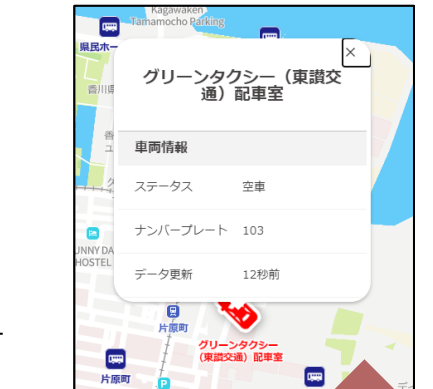 Kagawaken
Tamamocho Parking
県民ホー
香川県
グリーンタクシー（東讃交
通）配車室
車両情報
ステータス 空車
ナンバープレート 103
データ更新 12秒前
UNNY DA
HOSTEL
片原町
グリーンタクシー
（東讃交通）配車室
片原町
P